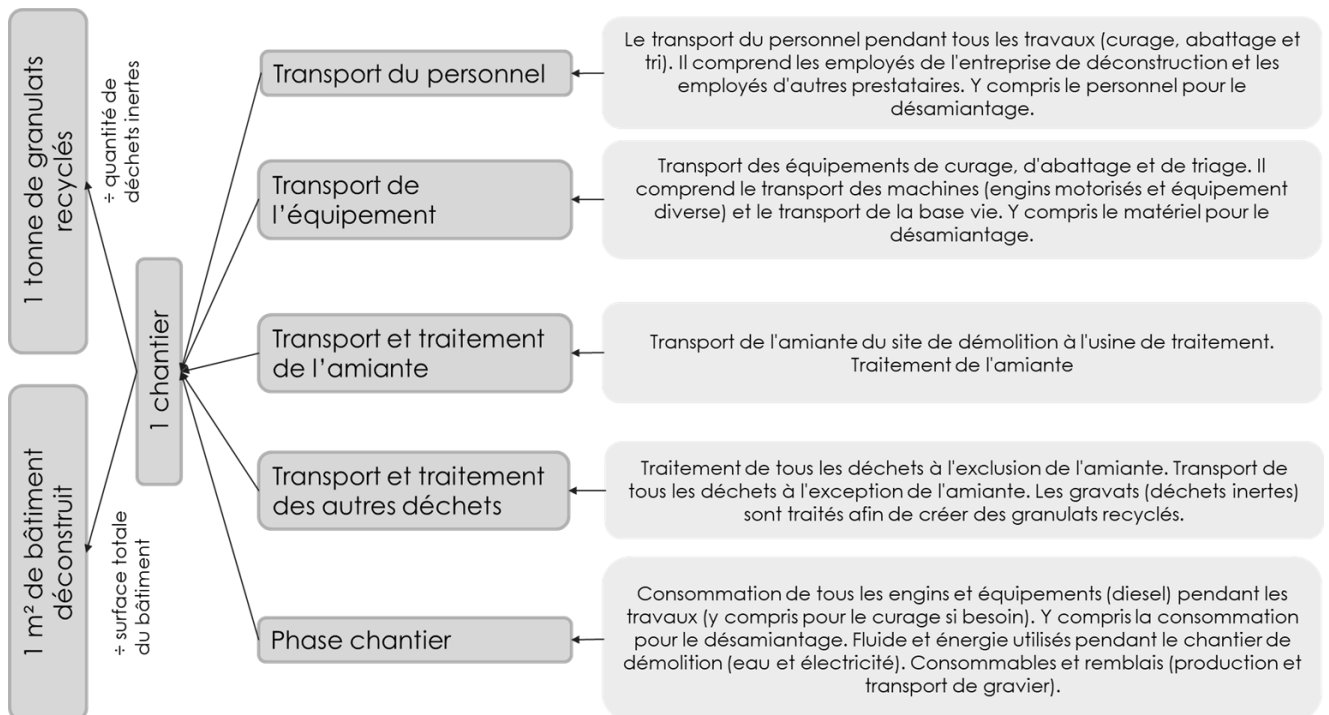 1 tonne de granulats
recyclés
÷ quantité de
déchets inertes
1 m² de bâtiment
déconstruit
÷ surface totale
du bâtiment
1 chantier
Transport du personnel
Le transport du personnel pendant tous les travaux (curage, abattage et
tri). Il comprend les employés de l'entreprise de déconstruction et les
employés d'autres prestataires. Y compris le personnel pour le
désamiantage.
Transport de
l'équipement
Transport des équipements de curage, d'abattage et de triage. Il
comprend le transport des machines (engins motorisés et équipement
diverse) et le transport de la base vie. Y compris le matériel pour le
désamiantage.
Transport et traitement
de l'amiante
Transport de l'amiante du site de démolition à l'usine de traitement.
Traitement de l'amiante
Transport et traitement
des autres déchets
Traitement de tous les déchets à l'exclusion de l'amiante. Transport de
tous les déchets à l'exception de l'amiante. Les gravats (déchets inertes)
sont traités afin de créer des granulats recyclés.
Phase chantier
Consommation de tous les engins et équipements (diesel) pendant les
travaux (y compris pour le curage si besoin). Y compris la consommation
pour le désamiantage. Fluide et énergie utilisés pendant le chantier de
démolition (eau et électricité). Consommables et remblais (production et
transport de gravier).